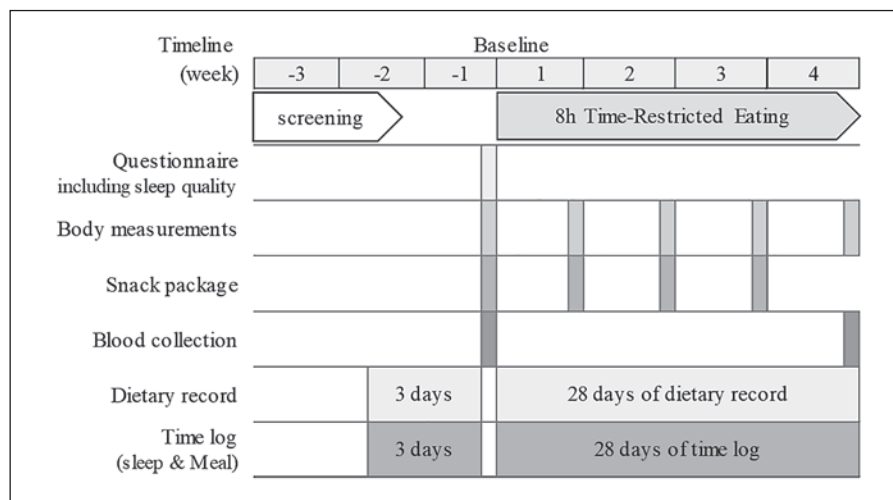 Timeline Baseline
(week) -3 -2 -1 1 2 3 4
screening 8h Time-Restricted Eating
Questionnaire
including sleep quality
Body measurements
Snack package
Blood collection
Dietary record 3 days 28 days of dietary record
Time log
(sleep & Meal) 3 days 28 days of time log